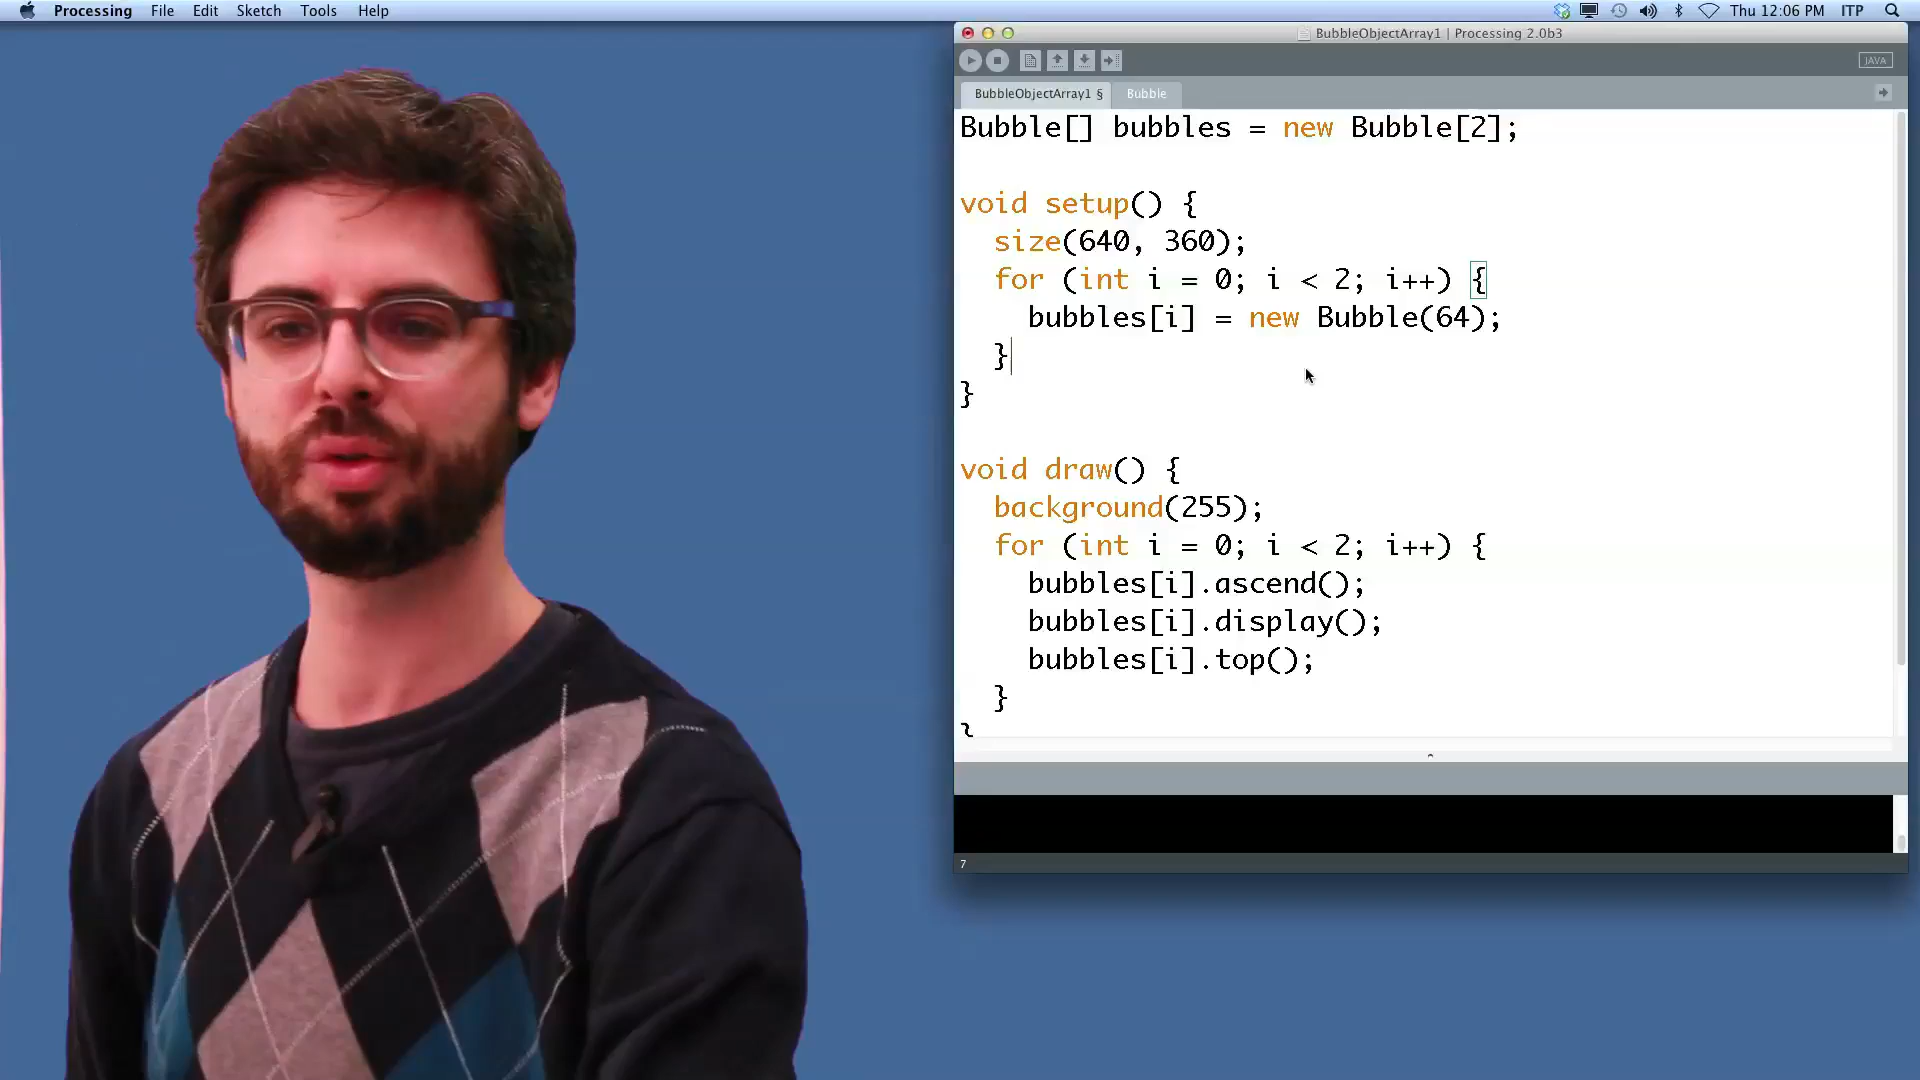 Processing File Edit Sketch Tools Help Thu 12:06 PM ITP
BubbleObjectArray1 | Processing 2.0b3
JAVA
BubbleObjectArray1 § Bubble
Bubble[] bubbles = new Bubble[2];
void setup() {
size(640, 360);
for (int i = 0; i < 2; i++) {
bubbles[i] = new Bubble(64);
}
}
void draw() {
background(255);
for (int i = 0; i < 2; i++) {
bubbles[i].ascend();
bubbles[i].display();
bubbles[i].top();
}
}
7